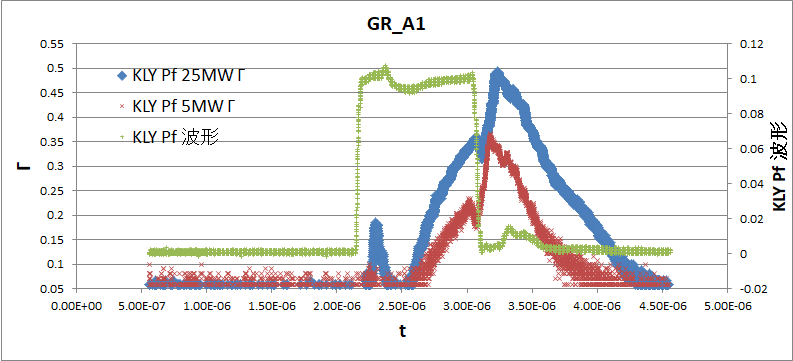 GR_A1
0.55
0.5
0.45
0.4
0.35
0.3
0.25
0.2
0.15
0.1
0.05
Γ
KLY Pf 25MW Γ
KLY Pf 5MW Γ
KLY Pf 波形
0.12
0.1
0.08
0.06
0.04
0.02
0
-0.02
KLY Pf 波形
0.00E+00 5.00E-07 1.00E-06 1.50E-06 2.00E-06 2.50E-06 3.00E-06 3.50E-06 4.00E-06 4.50E-06 5.00E-06
t